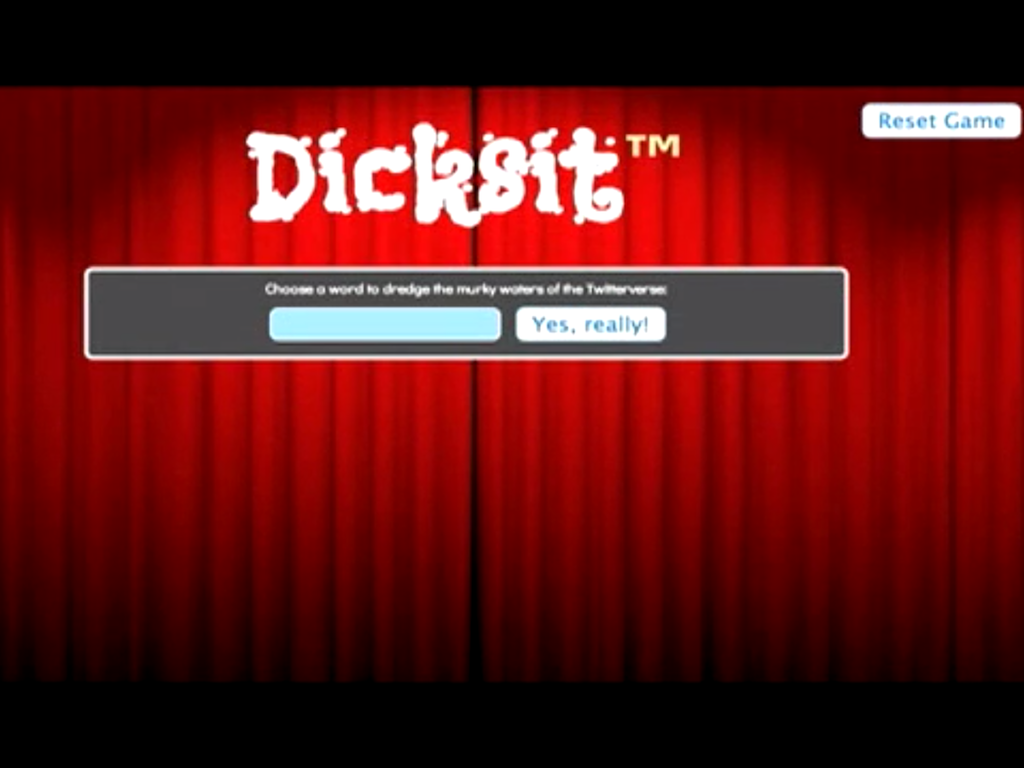 Reset Game
Dicksit™
Choose a word to dredge the murky waters of the Twitterverse:
Yes, really!